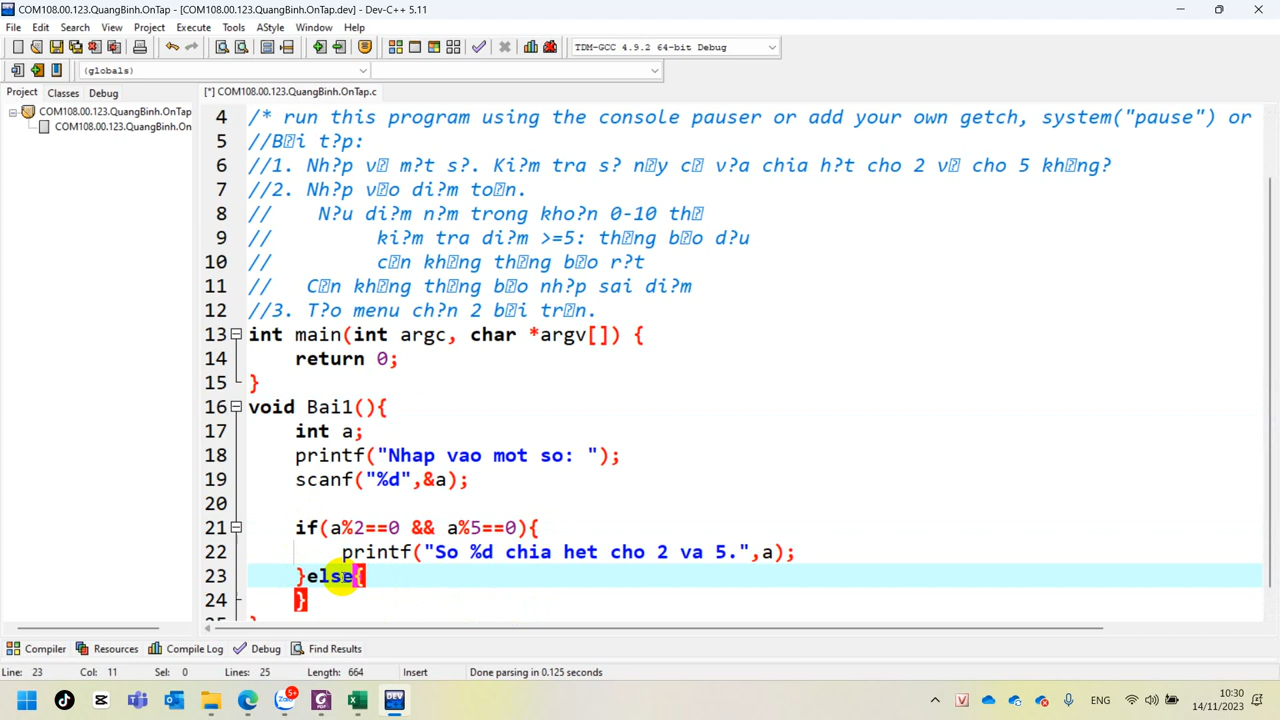 COM108.00.123.QuangBinh.OnTap - [COM108.00.123.QuangBinh.OnTap.dev] - Dev-C++ 5.11
File Edit Search View Project Execute Tools AStyle Window Help
TDM-GCC 4.9.2 64-bit Debug
(globals)
Project Classes Debug
[*] COM108.00.123.QuangBinh.OnTap.c
COM108.00.123.QuangBinh.OnTap
COM108.00.123.QuangBinh.On
4 /* run this program using the console pauser or add your own getch, system("pause") or
5 //B�i t?p:
6 //1. Nh?p v� m?t s?. Ki?m tra s? n�y c� v?a chia h?t cho 2 v� cho 5 kh�ng?
7 //2. Nh?p v�o di?m to�n.
8 // N?u di?m n?m trong kho?n 0-10 th�
9 // ki?m tra di?m >=5: th�ng b�o d?u
10 // c�n kh�ng th�ng b�o r?t
11 // C�n kh�ng th�ng b�o nh?p sai di?m
12 //3. T?o menu ch?n 2 b�i tr�n.
13 int main(int argc, char *argv[]) {
14 return 0;
15 }
16 void Bai1(){
17 int a;
18 printf("Nhap vao mot so: ");
19 scanf("%d",&a);
20
21 if(a%2==0 && a%5==0){
22 printf("So %d chia het cho 2 va 5.",a);
23 }else{
24 }
Compiler Resources Compile Log Debug Find Results
Line: 23 Col: 11 Sel: 0 Lines: 25 Length: 664 Insert Done parsing in 0.125 seconds
5+
Zalo
PDF
DEV
V
ENG
10:30
14/11/2023